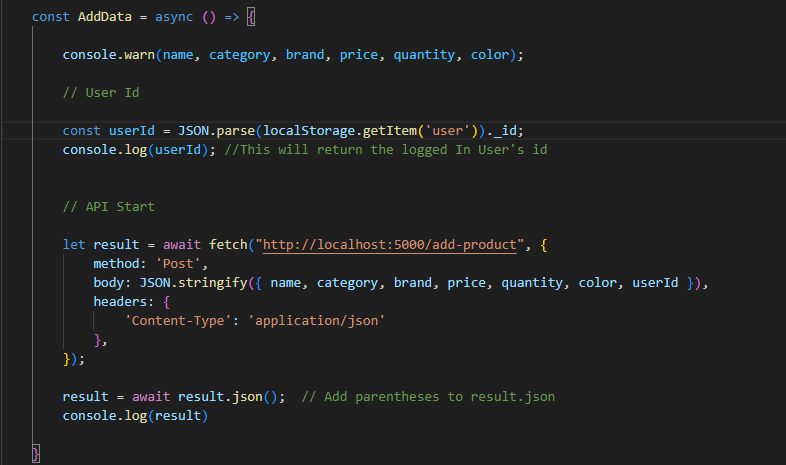 const AddData = async () => {
console.warn(name, category, brand, price, quantity, color);
// User Id
const userId = JSON.parse(localStorage.getItem('user'))._id;
console.log(userId); //This will return the logged In User's id
// API Start
let result = await fetch("http://localhost:5000/add-product", {
method: 'Post',
body: JSON.stringify({ name, category, brand, price, quantity, color, userId }),
headers: {
'Content-Type': 'application/json'
},
});
result = await result.json();  // Add parentheses to result.json
console.log(result)
}